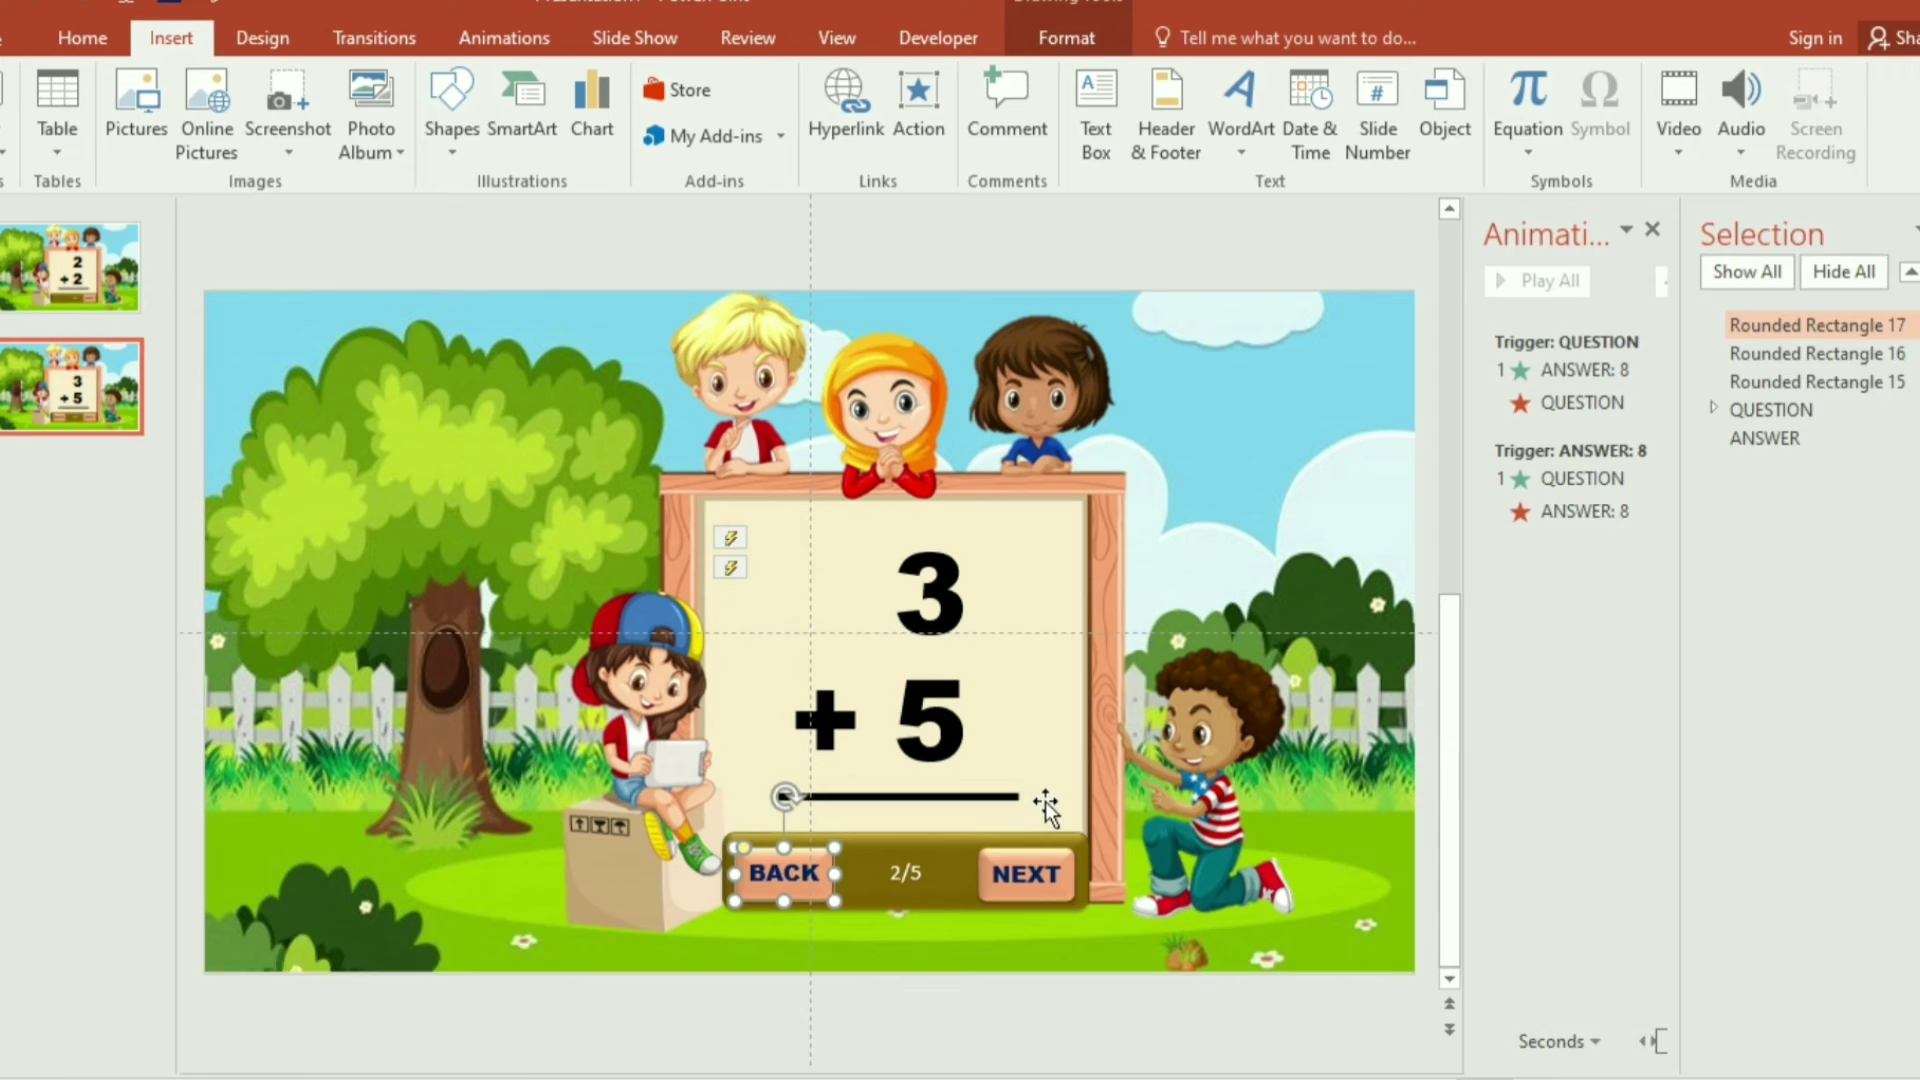 Home Insert Design Transitions Animations Slide Show Review View Developer Format Tell me what you want to do... Sign in
Table Pictures Online Pictures Screenshot Photo Album Shapes SmartArt Chart Store My Add-ins Hyperlink Action Comment Text Box Header & Footer WordArt Date & Time Slide Number Object Equation Symbol Video Audio Screen Recording
Tables Images Illustrations Add-ins Links Comments Text Symbols Media
2
+ 2
3
+ 5
3
+ 5
BACK 2/5 NEXT
Animati...
Play All
Trigger: QUESTION
1 ANSWER: 8
QUESTION
Trigger: ANSWER: 8
1 QUESTION
ANSWER: 8
Seconds
Selection
Show All Hide All
Rounded Rectangle 17
Rounded Rectangle 16
Rounded Rectangle 15
QUESTION
ANSWER